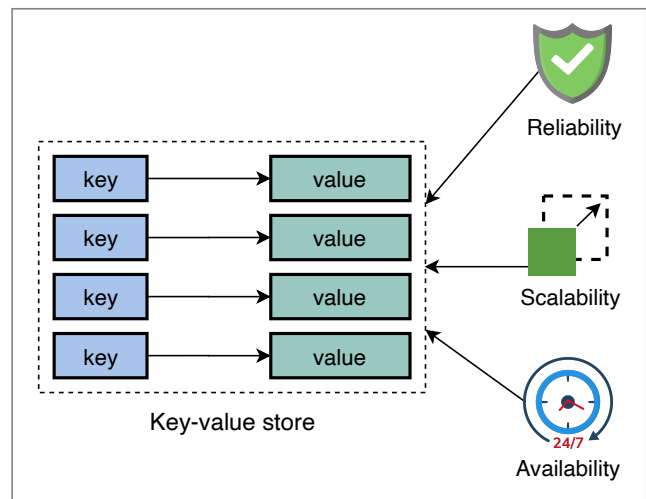 Reliability
key
value
key
value
Scalability
key
value
key
value
Key-value store
24/7
Availability